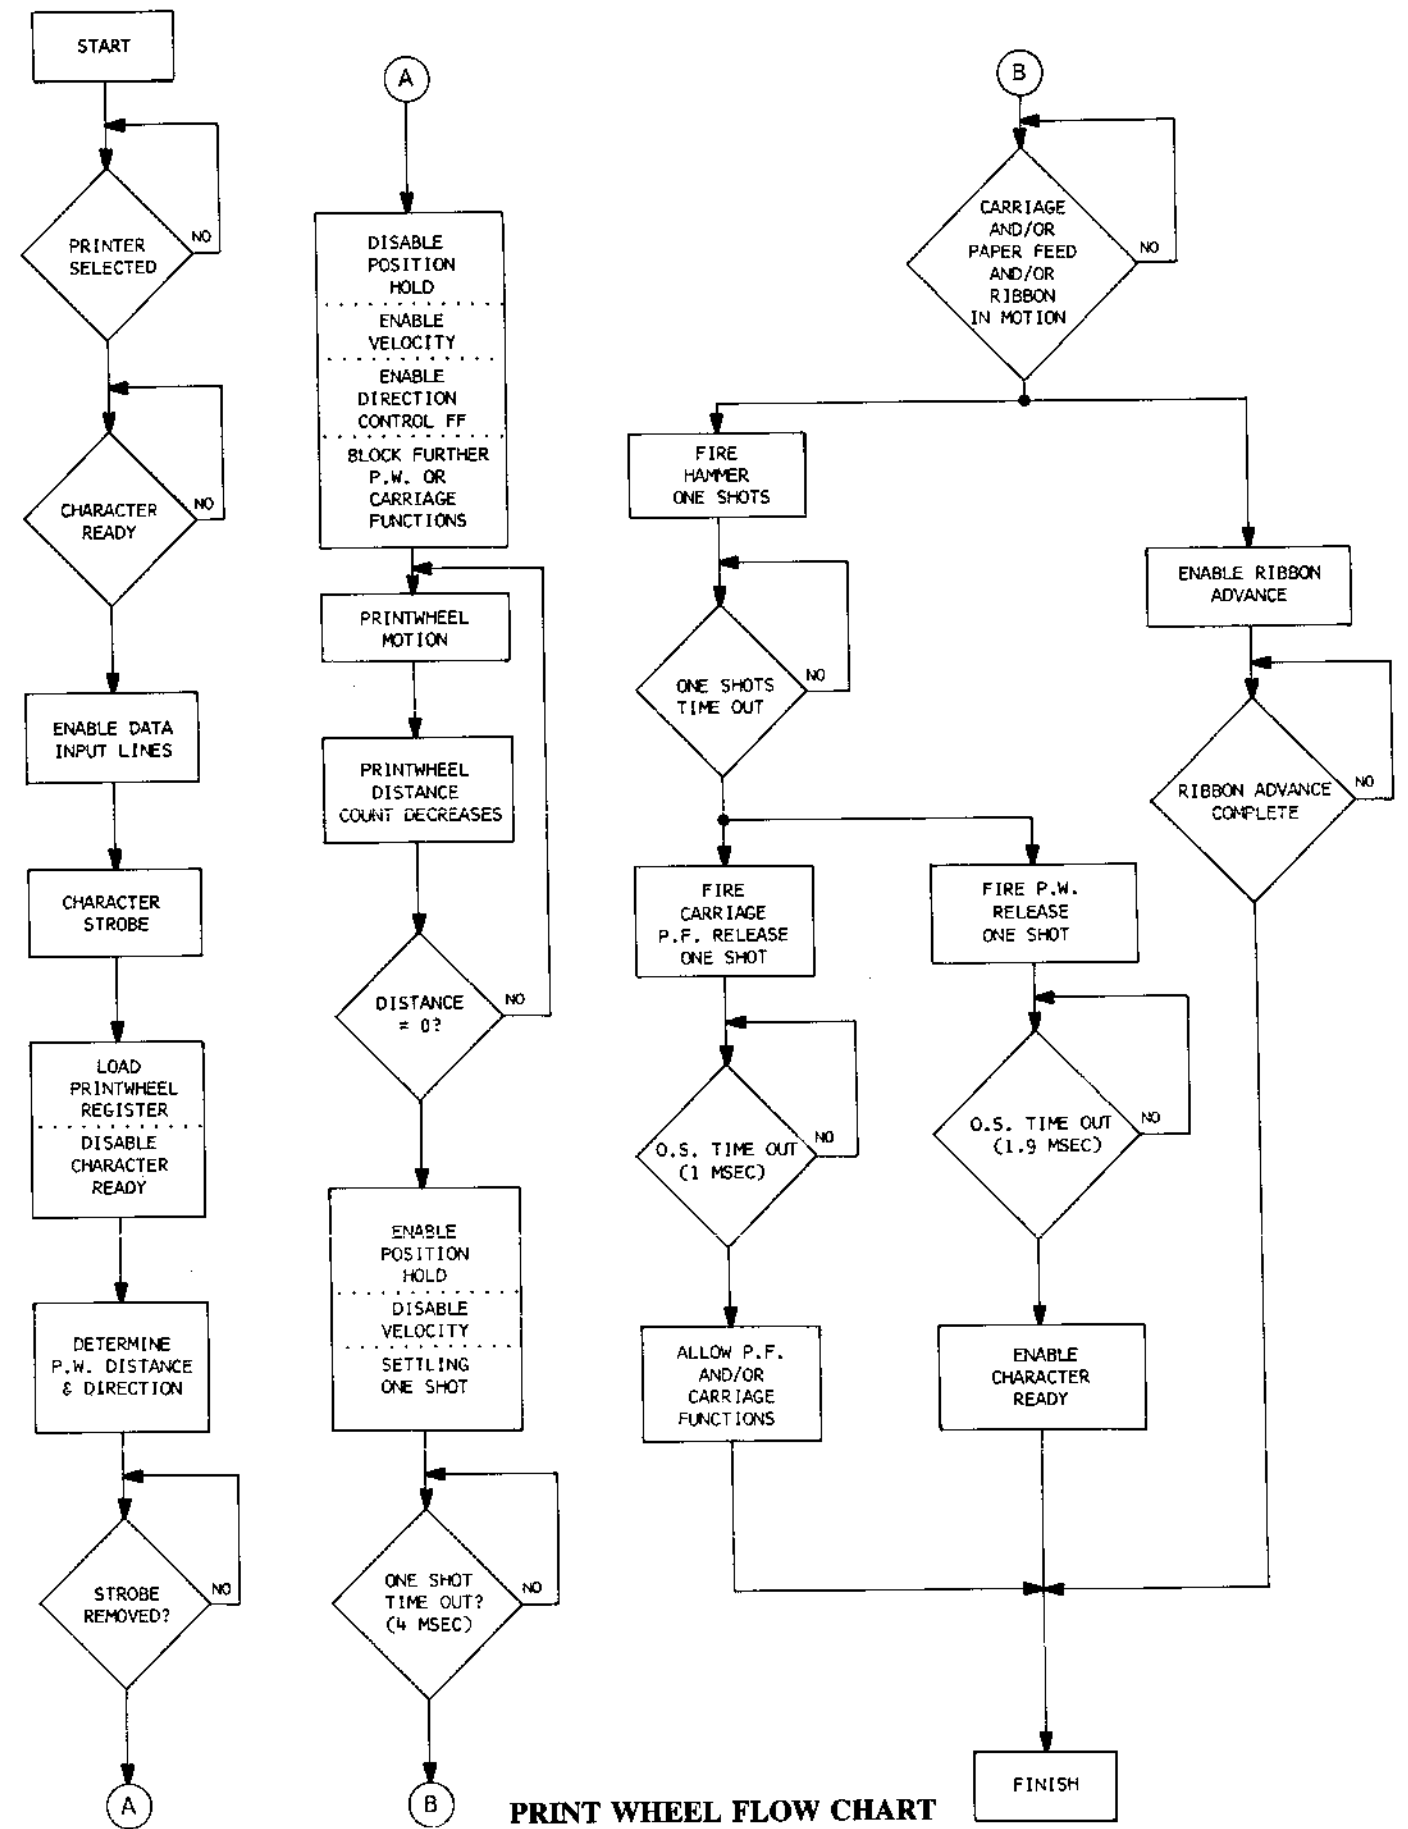 START
PRINTER
SELECTED
NO
CHARACTER
READY
NO
ENABLE DATA
INPUT LINES
CHARACTER
STROBE
LOAD
PRINTWHEEL
REGISTER
DISABLE
CHARACTER
READY
DETERMINE
P.W. DISTANCE
& DIRECTION
STROBE
REMOVED?
NO
A
A
DISABLE
POSITION
HOLD
ENABLE
VELOCITY
ENABLE
DIRECTION
CONTROL FF
BLOCK FURTHER
P.W. OR
CARRIAGE
FUNCTIONS
PRINTWHEEL
MOTION
PRINTWHEEL
DISTANCE
COUNT DECREASES
DISTANCE
= 0?
NO
ENABLE
POSITION
HOLD
DISABLE
VELOCITY
SETTLING
ONE SHOT
ONE SHOT
TIME OUT?
(4 MSEC)
NO
B
B
CARRIAGE
AND/OR
PAPER FEED
AND/OR
RIBBON
IN MOTION
NO
FIRE
HAMMER
ONE SHOTS
ONE SHOTS
TIME OUT
NO
FIRE
CARRIAGE
P.F. RELEASE
ONE SHOT
O.S. TIME OUT
(1 MSEC)
NO
ALLOW P.F.
AND/OR
CARRIAGE
FUNCTIONS
FIRE P.W.
RELEASE
ONE SHOT
O.S. TIME OUT
(1.9 MSEC)
NO
ENABLE
CHARACTER
READY
ENABLE RIBBON
ADVANCE
RIBBON ADVANCE
COMPLETE
NO
FINISH
PRINT WHEEL FLOW CHART